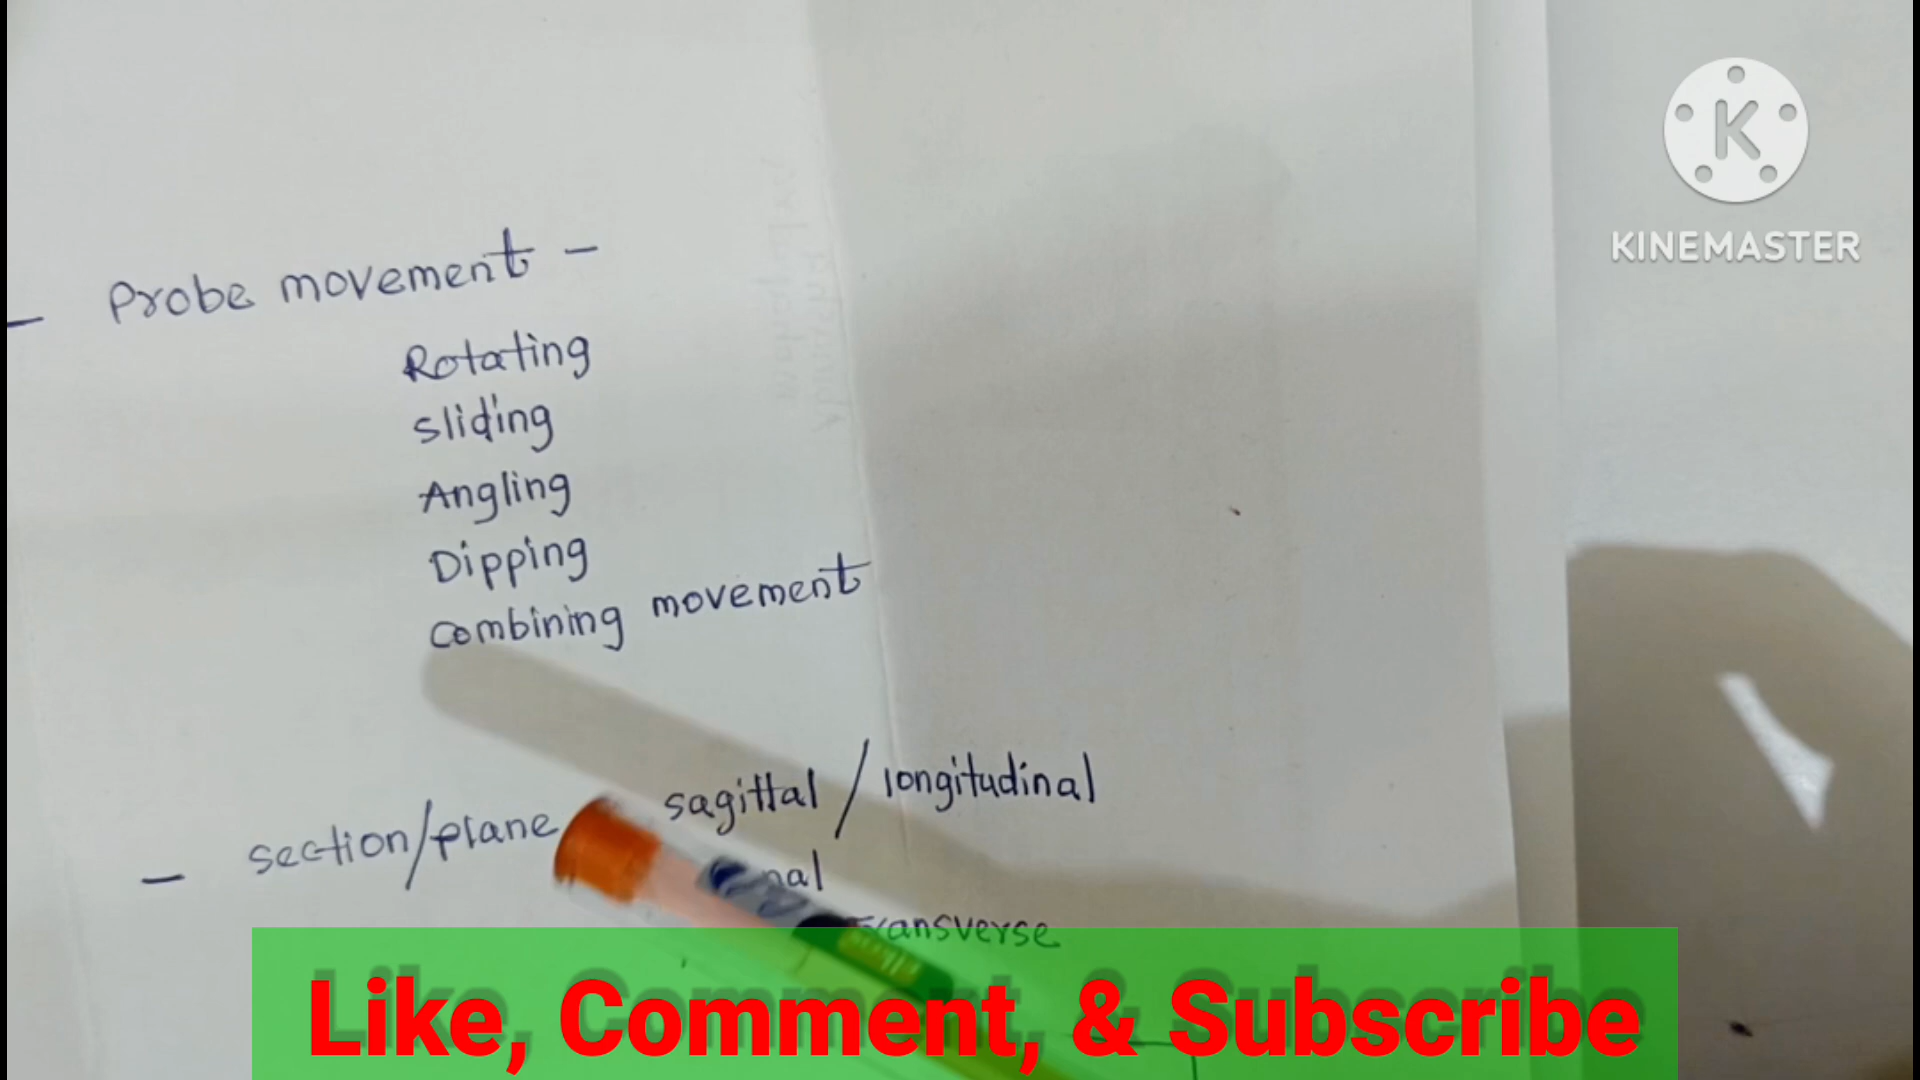 K
KINEMASTER
- Probe movement -
Rotating
sliding
Angling
Dipping
combining movement
- section/plane sagittal / longitudinal
Like, Comment, & Subscribe